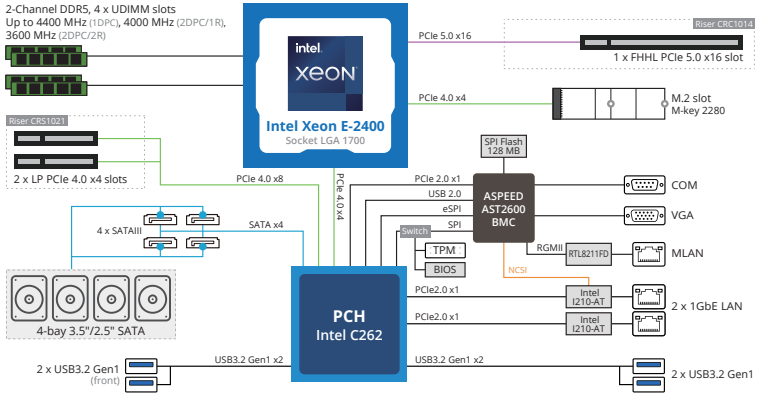 2-Channel DDR5, 4 x UDIMM slots
Up to 4400 MHz (1DPC), 4000 MHz (2DPC/1R),
3600 MHz (2DPC/2R)
intel.
xeon
Intel Xeon E-2400
Socket LGA 1700
PCIe 5.0 x16
Riser CRC1014
1 x FHHL PCIe 5.0 x16 slot
PCIe 4.0 x4
M.2 slot
M-key 2280
Riser CRS1021
2 x LP PCIe 4.0 x4 slots
PCIe 4.0 x8
PCIe 4.0 x4
SPI Flash
128 MB
PCIe 2.0 x1
USB 2.0
eSPI
SPI
Switch
TPM
BIOS
ASPEED
AST2600
BMC
COM
VGA
RGMII
RTL8211FD
MLAN
NCSI
4 x SATAIII
SATA x4
4-bay 3.5"/2.5" SATA
PCH
Intel C262
PCIe2.0 x1
Intel
I210-AT
PCIe2.0 x1
Intel
I210-AT
2 x 1GbE LAN
2 x USB3.2 Gen1
(front)
USB3.2 Gen1 x2
USB3.2 Gen1 x2
2 x USB3.2 Gen1